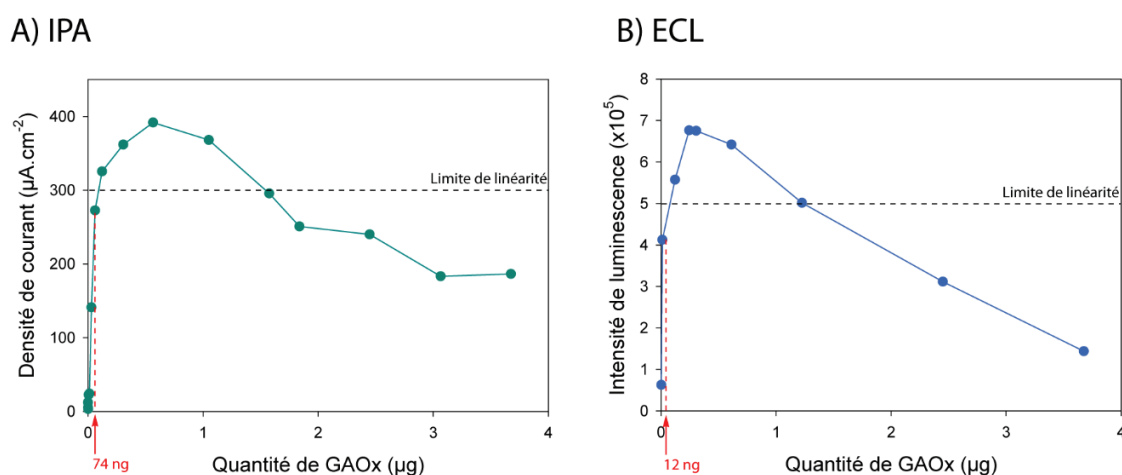 A) IPA
Densité de courant (µA.cm-2)
400
300
200
100
0
Limite de linéarité
0
1
2
3
4
74 ng
Quantité de GAOx (µg)
B) ECL
Intensité de luminescence (x10^5)
8
7
6
5
4
3
2
1
0
Limite de linéarité
0
1
2
3
4
12 ng
Quantité de GAOx (µg)